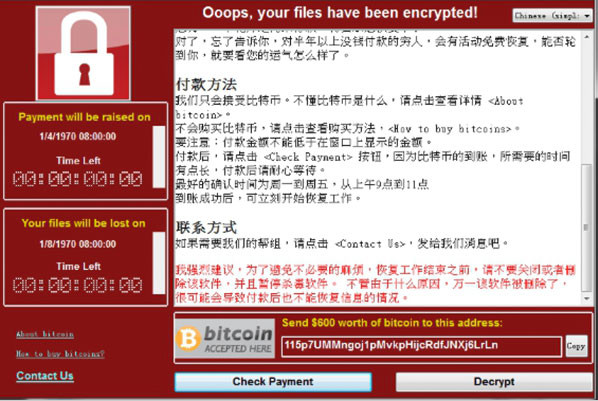 Ooops, your files have been encrypted!
Chinese (simpl
Payment will be raised on
1/4/1970 08:00:00
Time Left
00:00:00:00
Your files will be lost on
1/8/1970 08:00:00
Time Left
00:00:00:00
About bitcoin
How to buy bitcoins?
Contact Us
对了，忘了告诉你，对半年以上没钱付款的穷人，会有活动免费恢复，能否轮
到你，就要看您的运气怎么样了。
付款方法
我们只会接受比特币。不懂比特币是什么，请点击查看详情 <About
bitcoin>。
不会购买比特币，请点击查看购买方法，<How to buy bitcoins>。
要注意：付款金额不能低于在窗口上显示的金额。
付款后，请点击 <Check Payment> 按钮，因为比特币的到账，所需要的时间
有点长，付款后请耐心等待。
最好的确认时间为周一到周五，从上午9点到11点
到账成功后，可立刻开始恢复工作。
联系方式
如果需要我们的帮组，请点击 <Contact Us>，发给我们消息吧。
我强烈建议，为了避免不必要的麻烦，恢复工作结束之前，请不要关闭或者删
除该软件，并且暂停杀毒软件。不管由于什么原因，万一该软件被删除了，
很可能会导致付款后也不能恢复信息的情况。
bitcoin
ACCEPTED HERE
Send $600 worth of bitcoin to this address:
115p7UMMngoj1pMvkpHijcRdfJNXj6LrLn
Copy
Check Payment
Decrypt